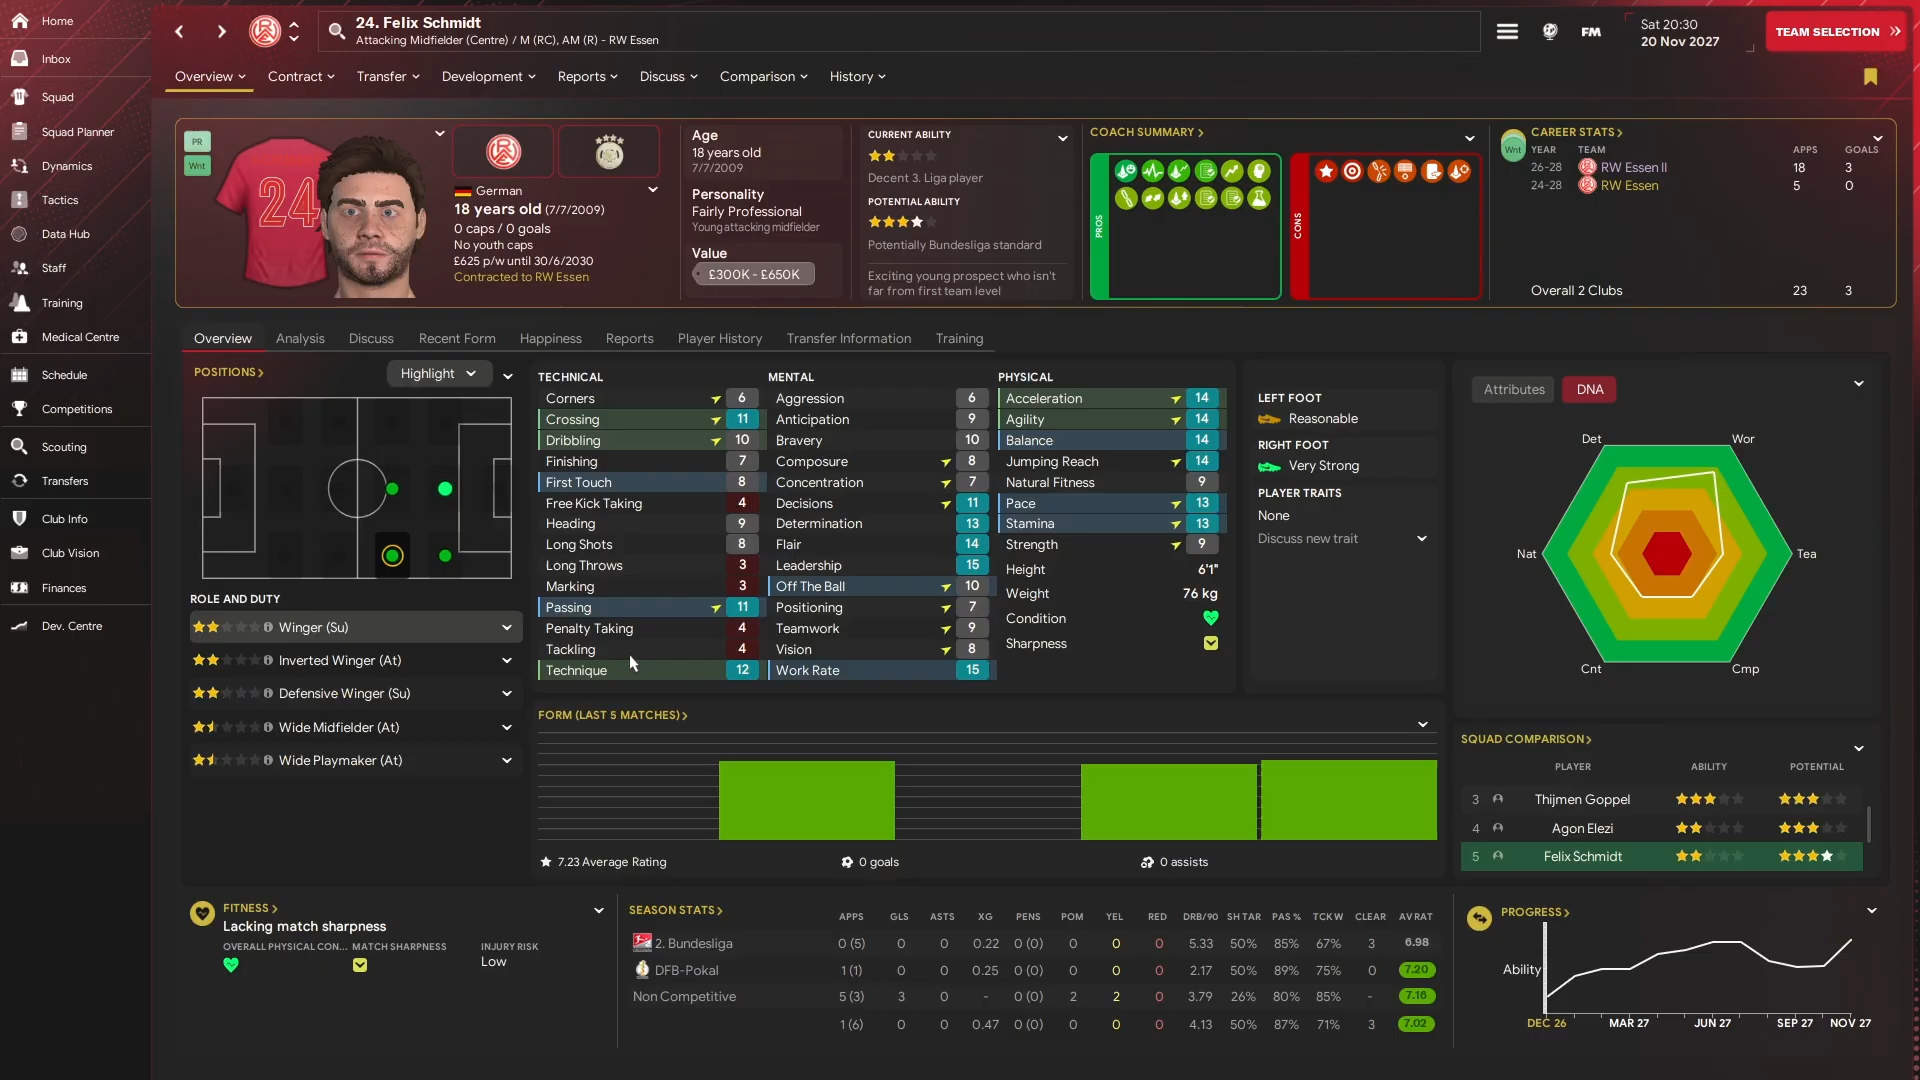 Home
Inbox
Squad
Squad Planner
Dynamics
Tactics
Data Hub
Staff
Training
Medical Centre
Schedule
Competitions
Scouting
Transfers
Club Info
Club Vision
Finances
Dev. Centre
24. Felix Schmidt
Attacking Midfielder (Centre) / M (RC), AM (R) - RW Essen
FM
Sat 20:30
20 Nov 2027
TEAM SELECTION
Overview Contract Transfer Development Reports Discuss Comparison History
PR
Wnt
24
German
18 years old (7/7/2009)
0 caps / 0 goals
No youth caps
£625 p/w until 30/6/2030
Contracted to RW Essen
Age
18 years old
7/7/2009
Personality
Fairly Professional
Young attacking midfielder
Value
£300K - £650K
CURRENT ABILITY
Decent 3. Liga player
POTENTIAL ABILITY
Potentially Bundesliga standard
Exciting young prospect who isn't
far from first team level
COACH SUMMARY
PROS
CONS
Wnt
CAREER STATS
YEAR TEAM APPS GOALS
26-28 RW Essen II 18 3
24-28 RW Essen 5 0
Overall 2 Clubs 23 3
Overview Analysis Discuss Recent Form Happiness Reports Player History Transfer Information Training
POSITIONS
Highlight
ROLE AND DUTY
Winger (Su)
Inverted Winger (At)
Defensive Winger (Su)
Wide Midfielder (At)
Wide Playmaker (At)
TECHNICAL
Corners 6
Crossing 11
Dribbling 10
Finishing 7
First Touch 8
Free Kick Taking 4
Heading 9
Long Shots 8
Long Throws 3
Marking 3
Passing 11
Penalty Taking 4
Tackling 4
Technique 12
MENTAL
Aggression 6
Anticipation 9
Bravery 10
Composure 8
Concentration 7
Decisions 11
Determination 13
Flair 14
Leadership 15
Off The Ball 10
Positioning 7
Teamwork 9
Vision 8
Work Rate 15
PHYSICAL
Acceleration 14
Agility 14
Balance 14
Jumping Reach 14
Natural Fitness 9
Pace 13
Stamina 13
Strength 9
Height 6'1"
Weight 76 kg
Condition
Sharpness
LEFT FOOT
Reasonable
RIGHT FOOT
Very Strong
PLAYER TRAITS
None
Discuss new trait
Attributes DNA
Det Wor
Nat Tea
Cnt Cmp
FORM (LAST 5 MATCHES)
7.23 Average Rating 0 goals 0 assists
SQUAD COMPARISON
PLAYER ABILITY POTENTIAL
3 Thijmen Goppel
4 Agon Elezi
5 Felix Schmidt
FITNESS
Lacking match sharpness
OVERALL PHYSICAL CON... MATCH SHARPNESS INJURY RISK
Low
SEASON STATS APPS GLS ASTS XG PENS POM YEL RED DRB/90 SH TAR PAS % TCK W CLEAR AV RAT
2. Bundesliga 0 (5) 0 0 0.22 0 (0) 0 0 0 5.33 50% 85% 67% 3 6.98
DFB-Pokal 1 (1) 0 0 0.25 0 (0) 0 0 0 2.17 50% 89% 75% 0 7.20
Non Competitive 5 (3) 3 0 - 0 (0) 2 2 0 3.79 26% 80% 85% - 7.16
1 (6) 0 0 0.47 0 (0) 0 0 0 4.13 50% 87% 71% 3 7.02
PROGRESS
Ability
DEC 26 MAR 27 JUN 27 SEP 27 NOV 27